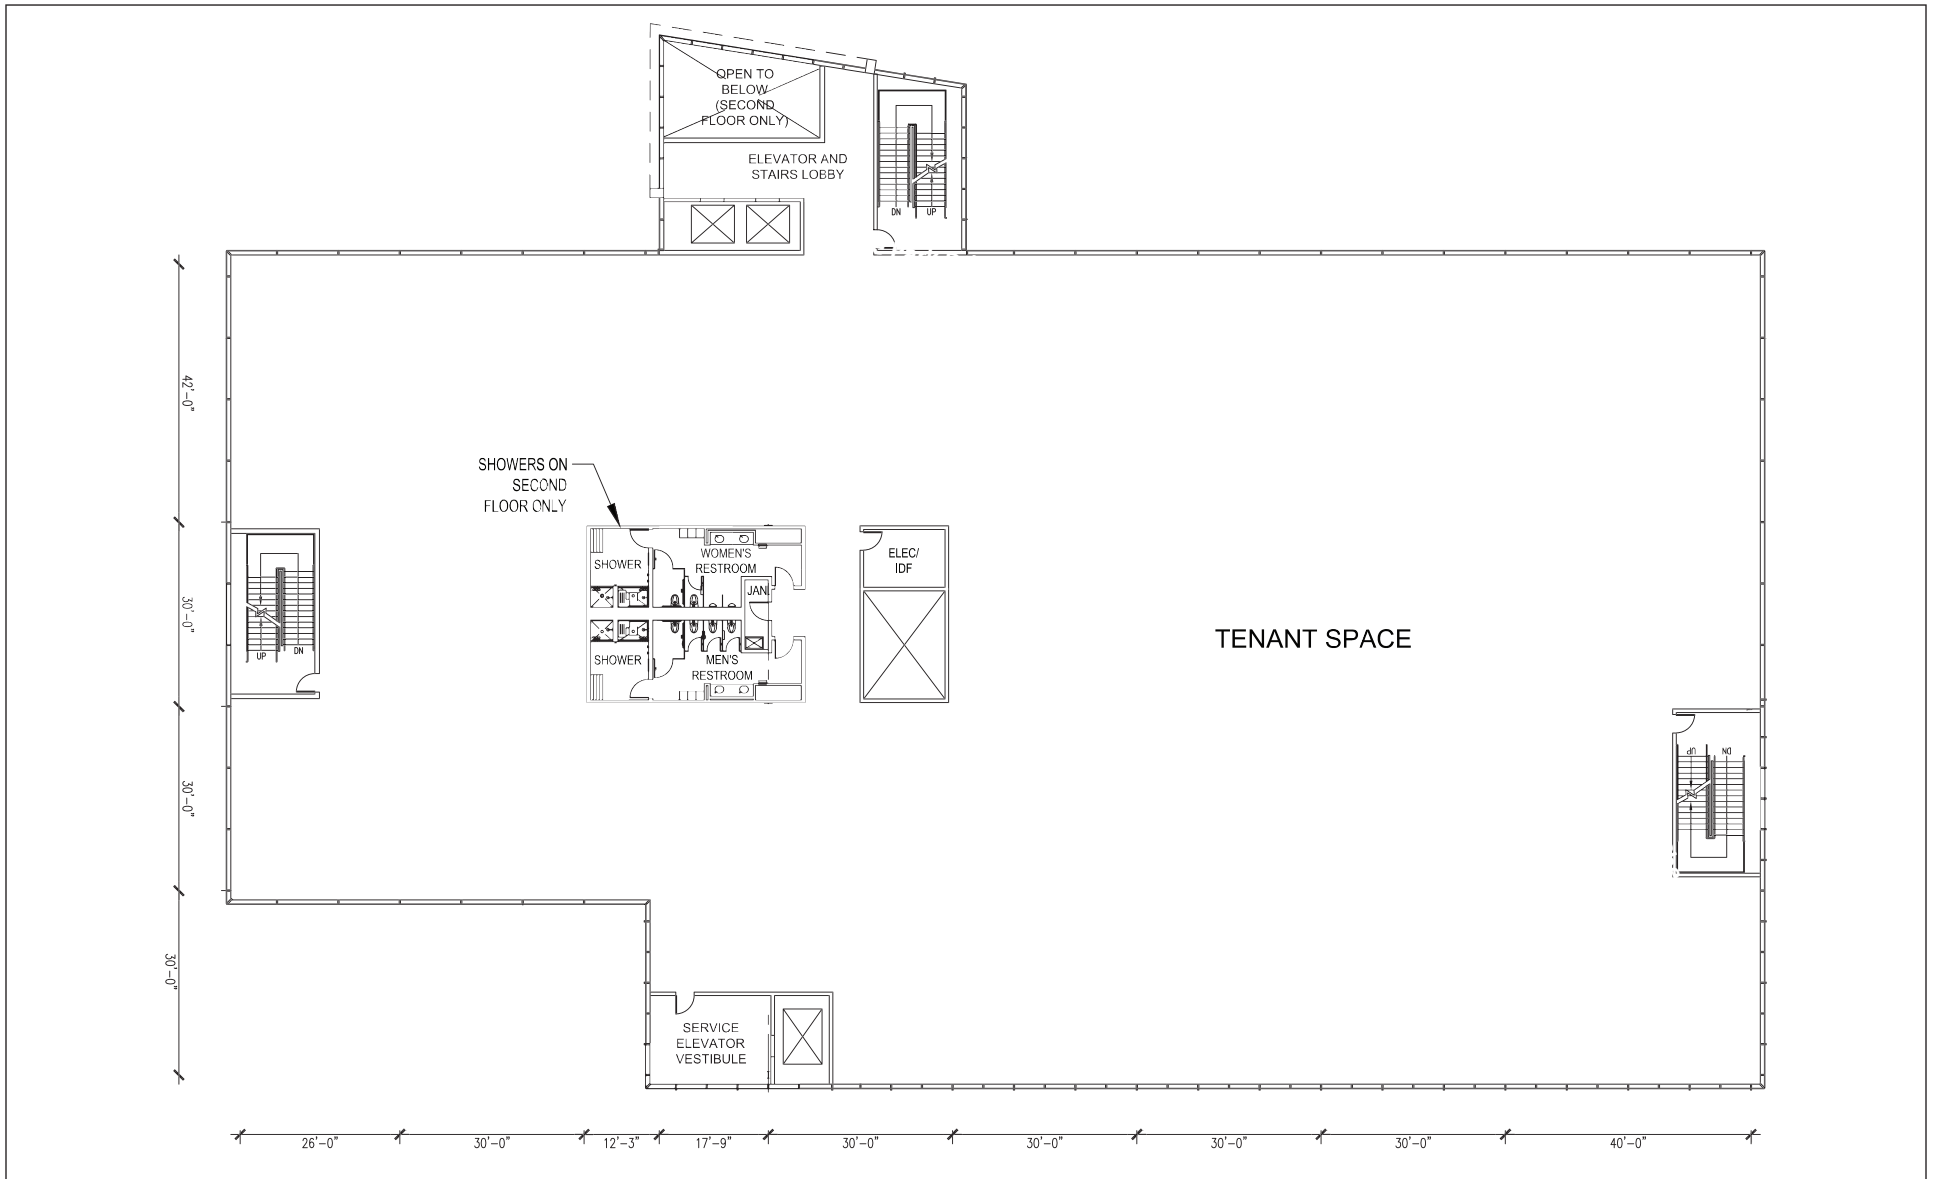 OPEN TO
BELOW
(SECOND
FLOOR ONLY)
ELEVATOR AND
STAIRS LOBBY
DN
UP
42'-0"
SHOWERS ON
SECOND
FLOOR ONLY
WOMEN'S
RESTROOM
SHOWER
JAN.
ELEC/
IDF
30'-0"
UP
DN
TENANT SPACE
SHOWER
MEN'S
RESTROOM
UP
DN
30'-0"
30'-0"
SERVICE
ELEVATOR
VESTIBULE
26'-0"
30'-0"
12'-3"
17'-9"
30'-0"
30'-0"
30'-0"
30'-0"
40'-0"